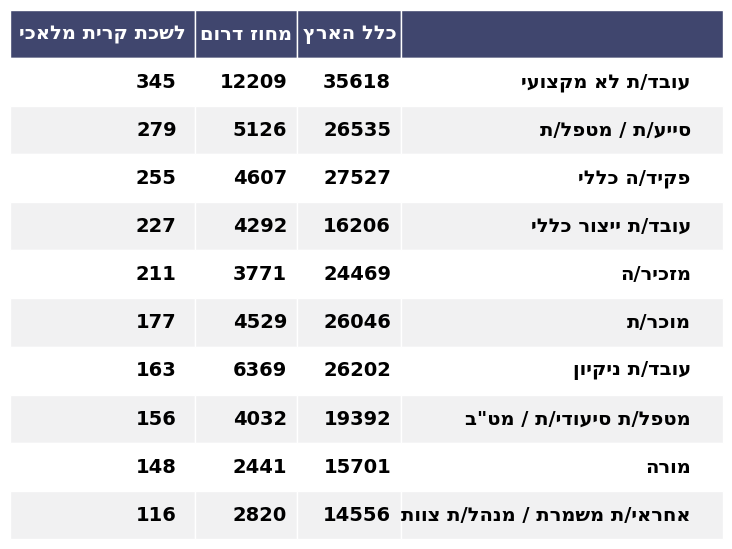 כלל הארץ מחוז דרום לשכת קרית מלאכי
עובד/ת לא מקצועי 35618 12209 345
סייע/ת / מטפל/ת 26535 5126 279
פקיד/ה כללי 27527 4607 255
עובד/ת ייצור כללי 16206 4292 227
מזכיר/ה 24469 3771 211
מוכר/ת 26046 4529 177
עובד/ת ניקיון 26202 6369 163
מטפל/ת סיעודי/ת / מט"ב 19392 4032 156
מורה 15701 2441 148
אחראי/ת משמרת / מנהל/ת צוות 14556 2820 116